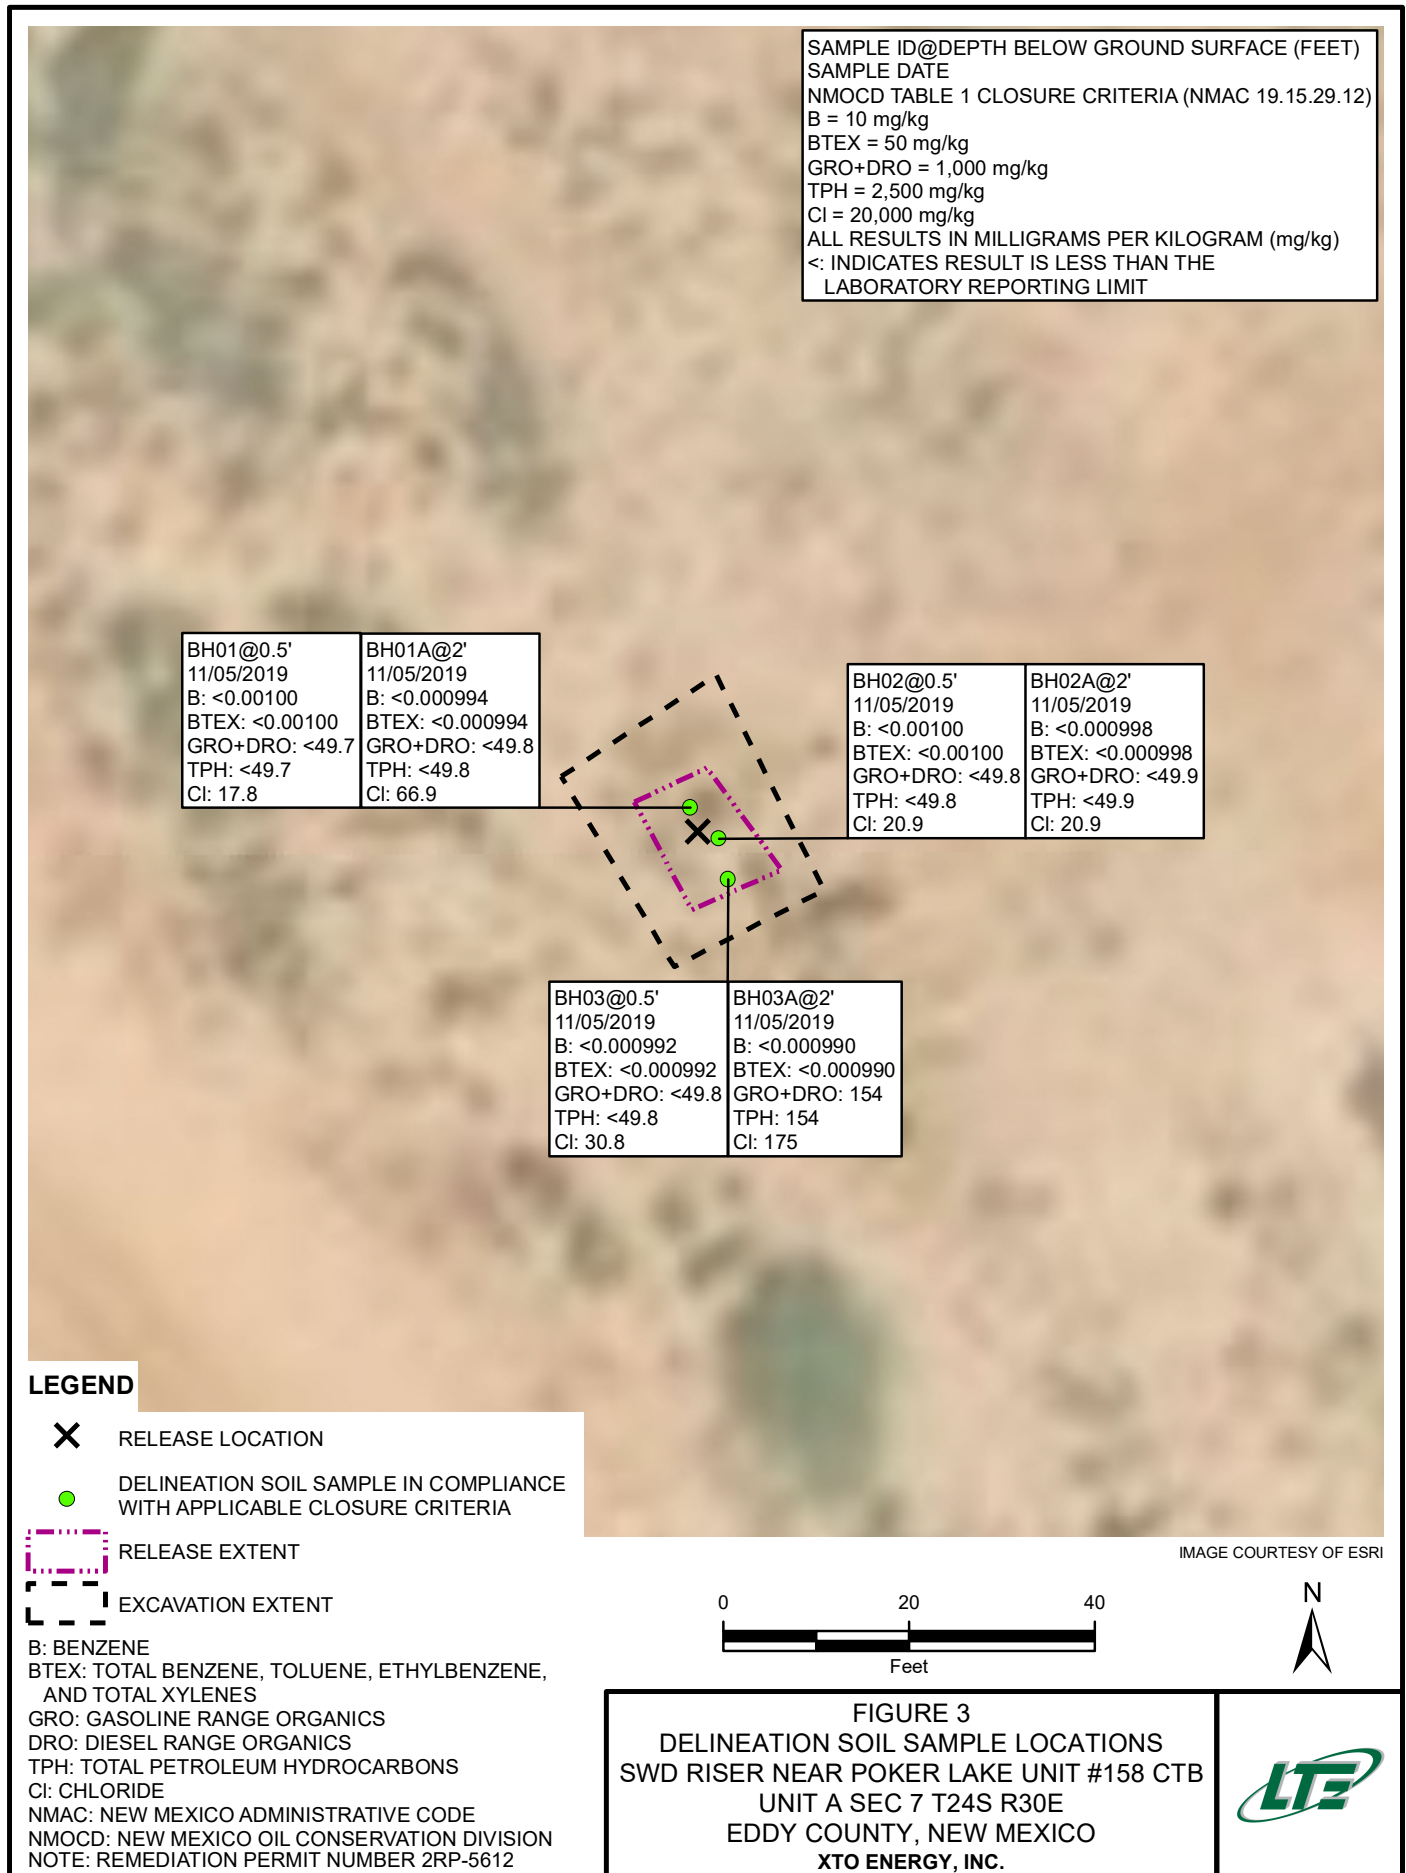 SAMPLE ID@DEPTH BELOW GROUND SURFACE (FEET)
SAMPLE DATE
NMOCD TABLE 1 CLOSURE CRITERIA (NMAC 19.15.29.12)
B = 10 mg/kg
BTEX = 50 mg/kg
GRO+DRO = 1,000 mg/kg
TPH = 2,500 mg/kg
Cl = 20,000 mg/kg
ALL RESULTS IN MILLIGRAMS PER KILOGRAM (mg/kg)
<: INDICATES RESULT IS LESS THAN THE
LABORATORY REPORTING LIMIT
BH01@0.5'
11/05/2019
B: <0.00100
BTEX: <0.00100
GRO+DRO: <49.7
TPH: <49.7
Cl: 17.8
BH01A@2'
11/05/2019
B: <0.000994
BTEX: <0.000994
GRO+DRO: <49.8
TPH: <49.8
Cl: 66.9
BH02@0.5'
11/05/2019
B: <0.00100
BTEX: <0.00100
GRO+DRO: <49.8
TPH: <49.8
Cl: 20.9
BH02A@2'
11/05/2019
B: <0.000998
BTEX: <0.000998
GRO+DRO: <49.9
TPH: <49.9
Cl: 20.9
BH03@0.5'
11/05/2019
B: <0.000992
BTEX: <0.000992
GRO+DRO: <49.8
TPH: <49.8
Cl: 30.8
BH03A@2'
11/05/2019
B: <0.000990
BTEX: <0.000990
GRO+DRO: 154
TPH: 154
Cl: 175
LEGEND
RELEASE LOCATION
DELINEATION SOIL SAMPLE IN COMPLIANCE
WITH APPLICABLE CLOSURE CRITERIA
RELEASE EXTENT
EXCAVATION EXTENT
B: BENZENE
BTEX: TOTAL BENZENE, TOLUENE, ETHYLBENZENE,
AND TOTAL XYLENES
GRO: GASOLINE RANGE ORGANICS
DRO: DIESEL RANGE ORGANICS
TPH: TOTAL PETROLEUM HYDROCARBONS
Cl: CHLORIDE
NMAC: NEW MEXICO ADMINISTRATIVE CODE
NMOCD: NEW MEXICO OIL CONSERVATION DIVISION
NOTE: REMEDIATION PERMIT NUMBER 2RP-5612
IMAGE COURTESY OF ESRI
0 20 40
Feet
N
FIGURE 3
DELINEATION SOIL SAMPLE LOCATIONS
SWD RISER NEAR POKER LAKE UNIT #158 CTB
UNIT A SEC 7 T24S R30E
EDDY COUNTY, NEW MEXICO
XTO ENERGY, INC.
LTE